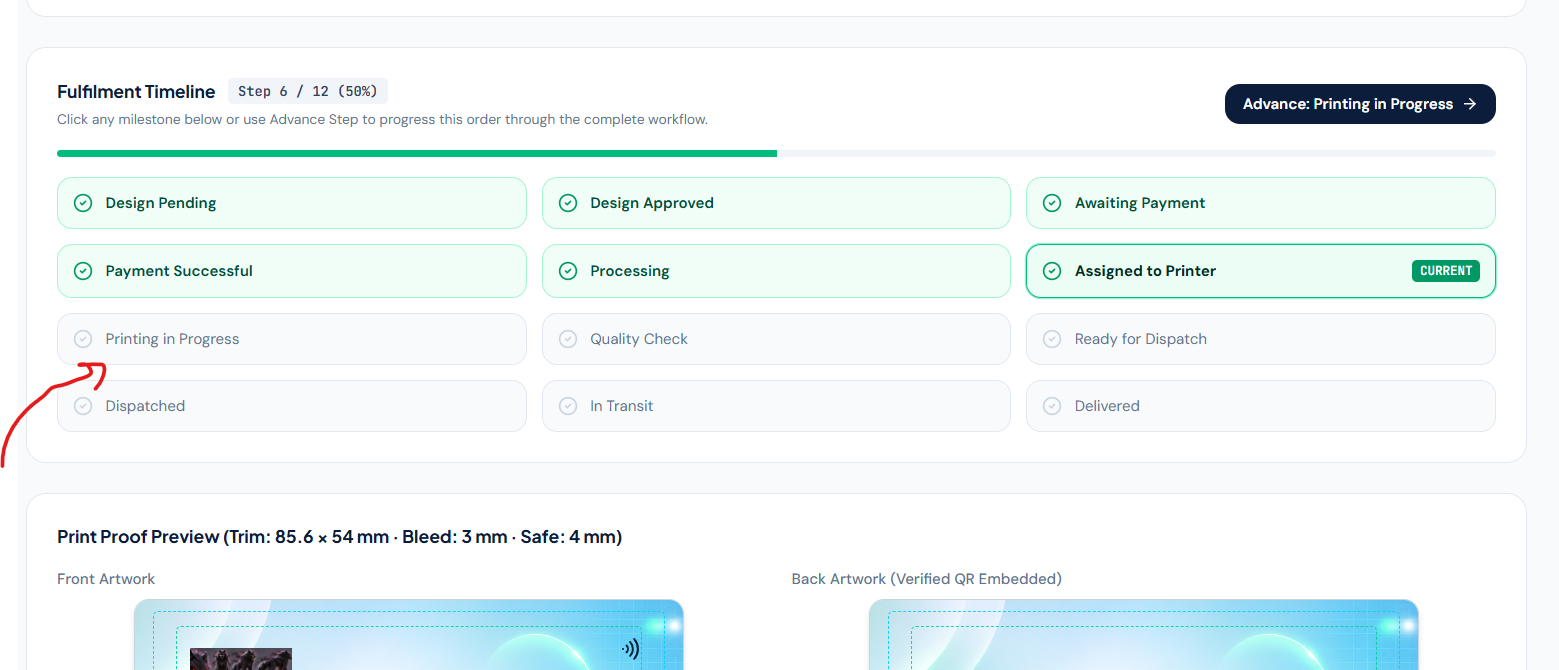 Fulfilment Timeline Step 6 / 12 (50%)
Advance: Printing in Progress →
Click any milestone below or use Advance Step to progress this order through the complete workflow.
Design Pending
Design Approved
Awaiting Payment
Payment Successful
Processing
Assigned to Printer CURRENT
Printing in Progress
Quality Check
Ready for Dispatch
Dispatched
In Transit
Delivered
Print Proof Preview (Trim: 85.6 × 54 mm · Bleed: 3 mm · Safe: 4 mm)
Front Artwork
Back Artwork (Verified QR Embedded)